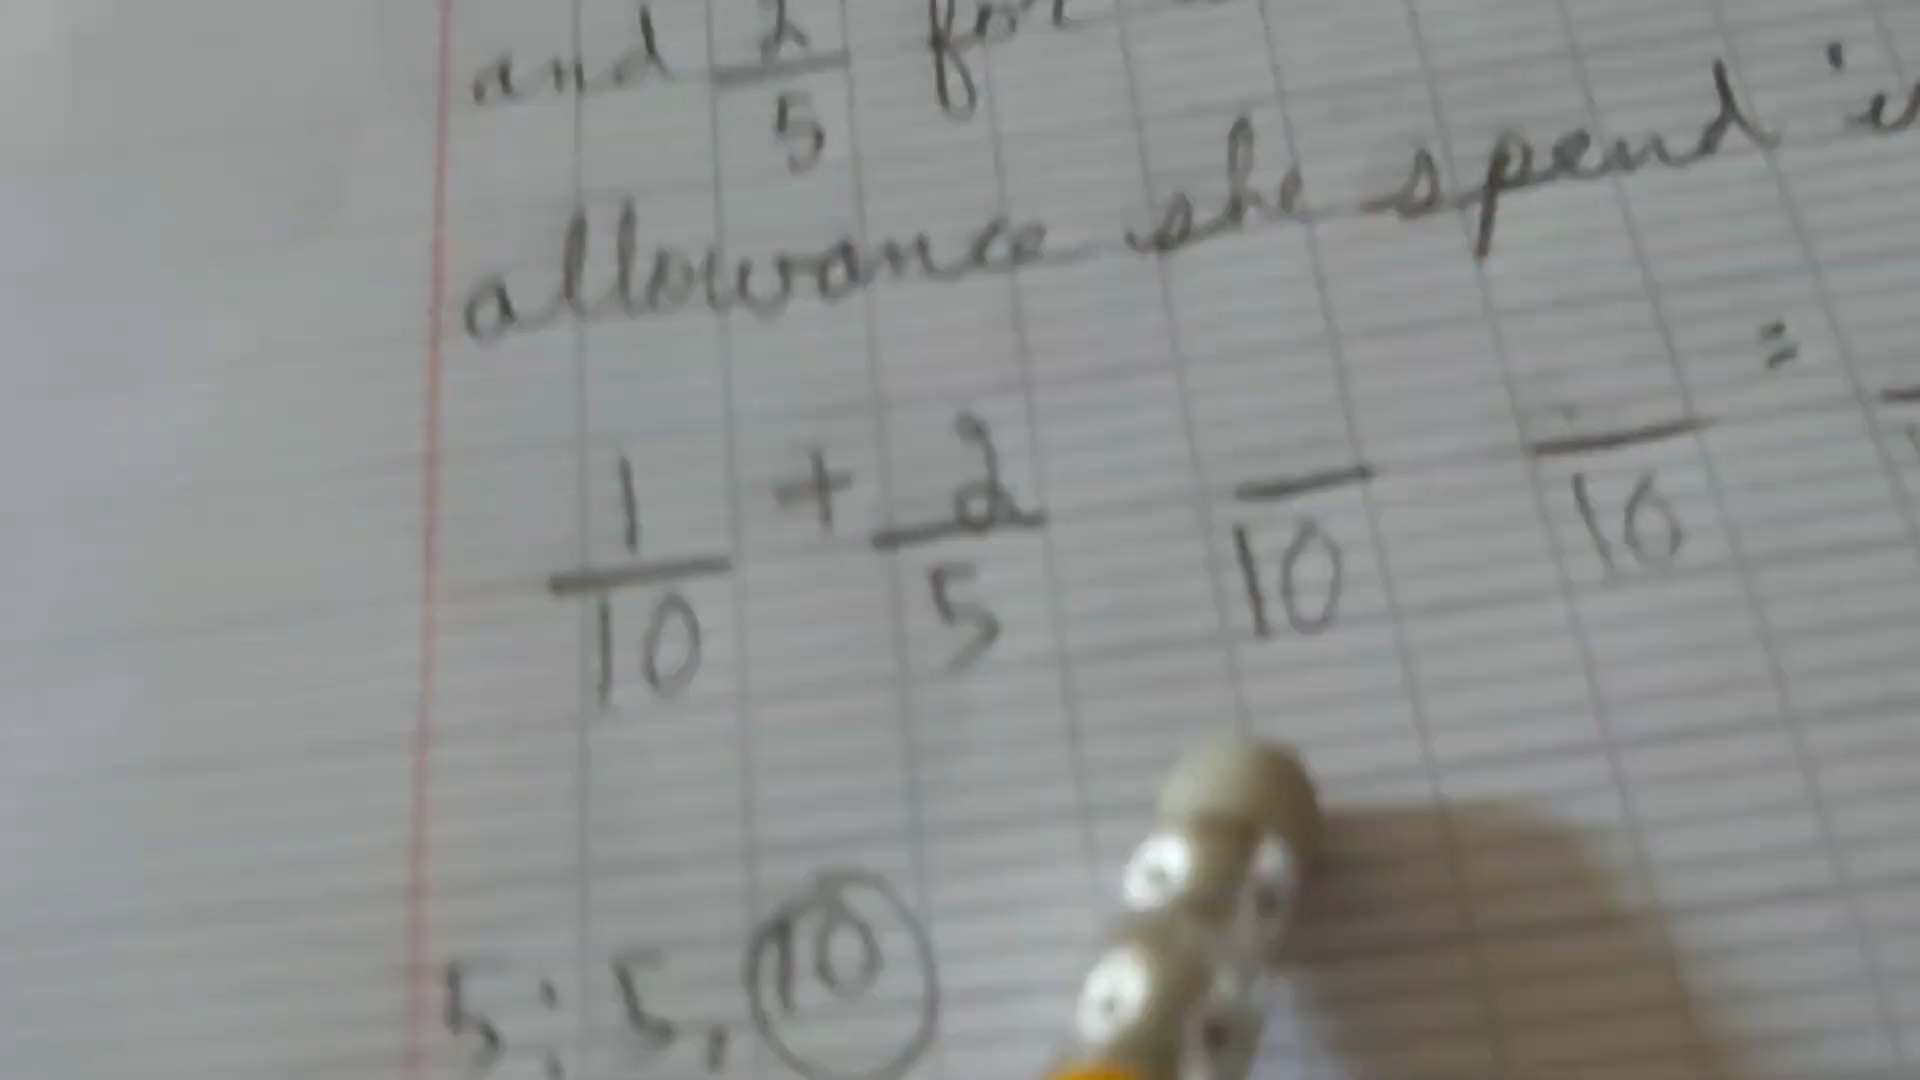 and 2/5 for
allowance she spend
1/10 + 2/5 /10 /10 =
5: 5, 10